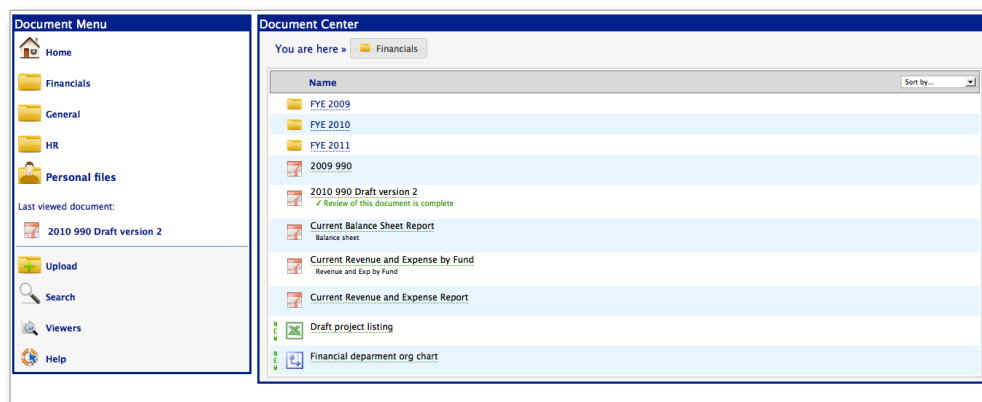 Document Menu
Home
Financials
General
HR
Personal files
Last viewed document:
2010 990 Draft version 2
Upload
Search
Viewers
Help
Document Center
You are here » Financials
Name
Sort by...
FYE 2009
FYE 2010
FYE 2011
2009 990
2010 990 Draft version 2
✓ Review of this document is complete
Current Balance Sheet Report
Balance sheet
Current Revenue and Expense by Fund
Revenue and Exp by Fund
Current Revenue and Expense Report
NEW Draft project listing
NEW Financial deparment org chart